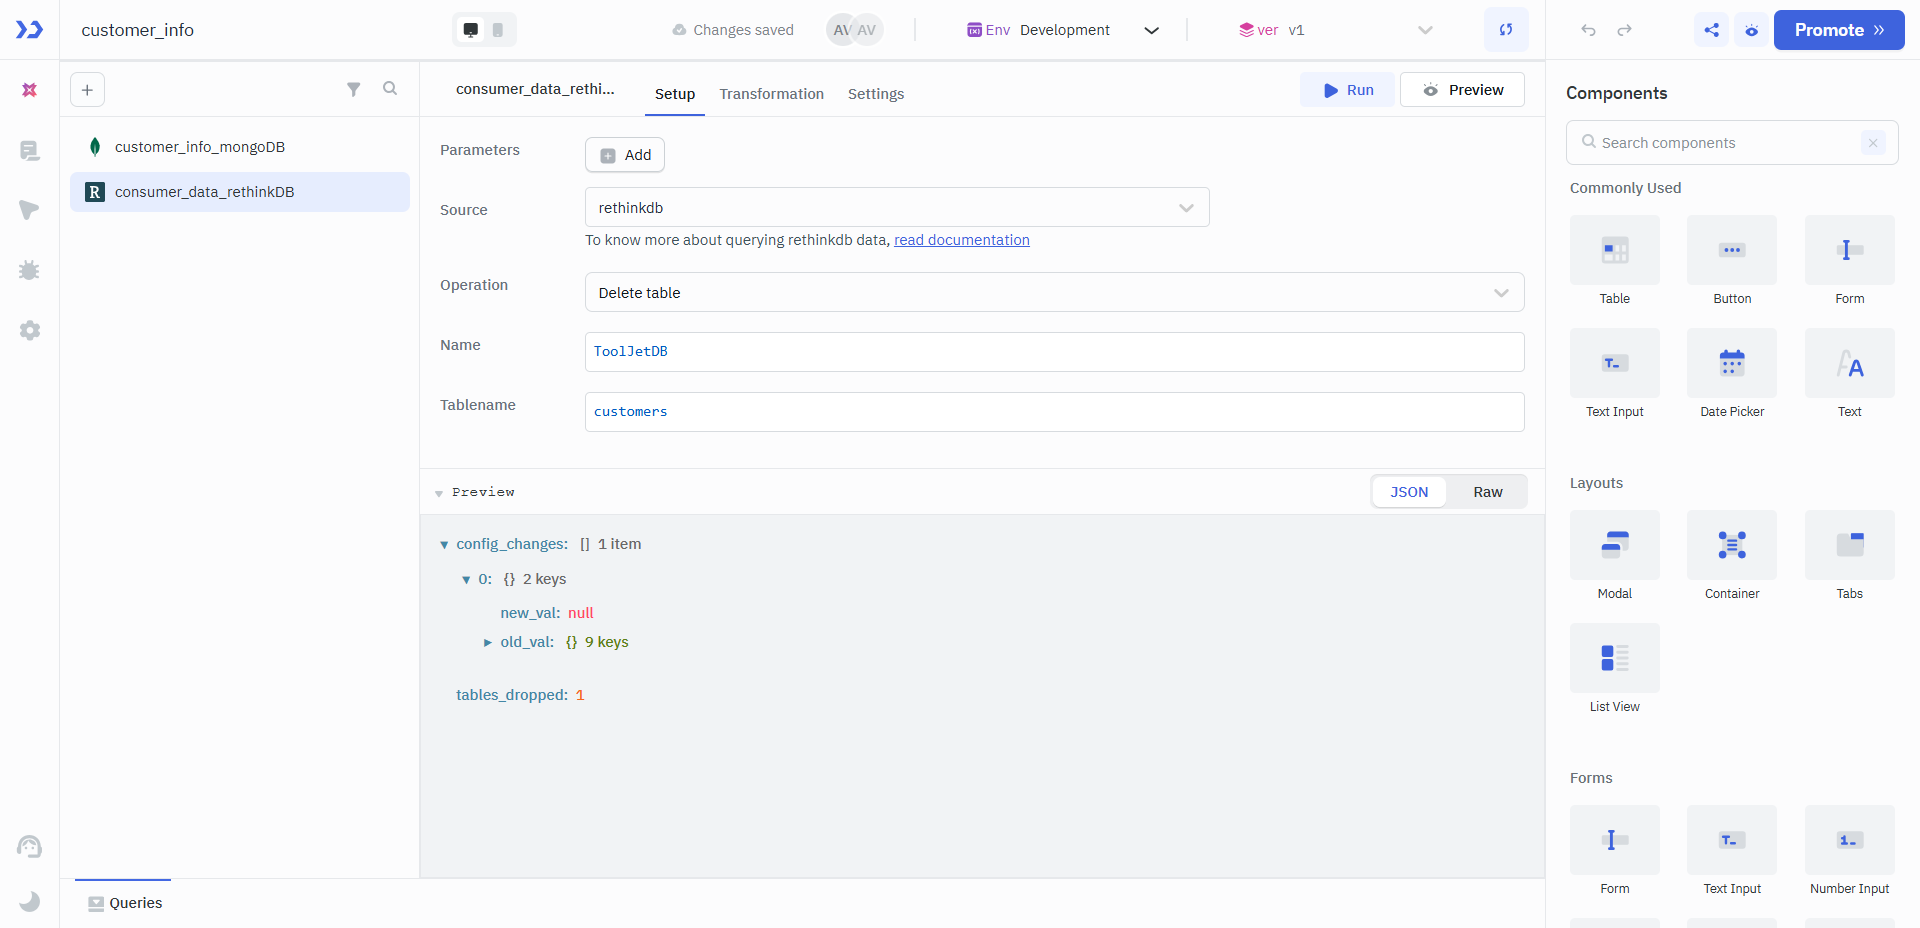 customer_info
Changes saved
AV AV
Env Development
ver v1
Promote
customer_info_mongoDB
R consumer_data_rethinkDB
consumer_data_rethi...
Setup
Transformation
Settings
Run
Preview
Parameters
Add
Source
rethinkdb
To know more about querying rethinkdb data, read documentation
Operation
Delete table
Name
ToolJetDB
Tablename
customers
Preview
JSON
Raw
config_changes: [] 1 item
0: {} 2 keys
new_val: null
old_val: {} 9 keys
tables_dropped: 1
Queries
Components
Search components
Commonly Used
Table
Button
Form
Text Input
Date Picker
Text
Layouts
Modal
Container
Tabs
List View
Forms
Form
Text Input
Number Input